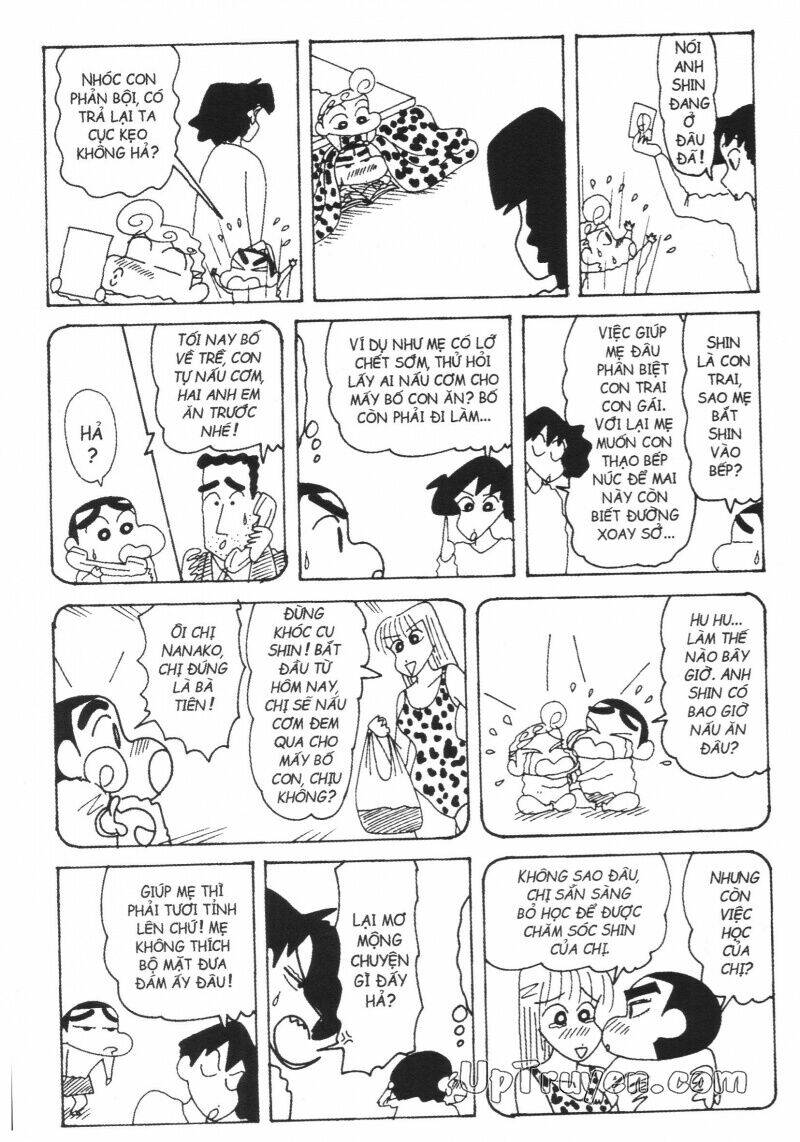 NÓI
ANH
SHIN
ĐANG
Ở
ĐÂU
ĐÃ!
NHÓC CON
PHẢN BỘI, CÓ
TRẢ LẠI TA
CỤC KẸO
KHÔNG HẢ?
SHIN
LÀ CON
TRAI,
SAO MẸ
BẮT
SHIN
VÀO
BẾP?
VIỆC GIÚP
MẸ ĐÂU
PHÂN BIỆT
CON TRAI
CON GÁI.
VỚI LẠI MẸ
MUỐN CON
THẠO BẾP
NÚC ĐỂ MAI
NÀY CÒN
BIẾT ĐƯỜNG
XOAY SỞ...
VÍ DỤ NHƯ MẸ CÓ LỠ
CHẾT SỚM, THỬ HỎI
LẤY AI NẤU CƠM CHO
MẤY BỐ CON ĂN? BỐ
CÒN PHẢI ĐI LÀM...
TỐI NAY BỐ
VỀ TRỄ, CON
TỰ NẤU CƠM,
HAI ANH EM
ĂN TRƯỚC
NHÉ!
HẢ
?
HU HU...
LÀM THẾ
NÀO BÂY
GIỜ. ANH
SHIN CÓ
BAO GIỜ
NẤU ĂN
ĐÂU?
ĐỪNG
KHÓC CU
SHIN! BẮT
ĐẦU TỪ
HÔM NAY,
CHỊ SẼ NẤU
CƠM ĐEM
QUA CHO
MẤY BỐ
CON, CHỊU
KHÔNG?
ÔI CHỊ
NANAKO,
CHỊ ĐÚNG
LÀ BÀ
TIÊN!
NHƯNG
CÒN
VIỆC
HỌC
CỦA
CHỊ?
KHÔNG SAO ĐÂU,
CHỊ SẴN SÀNG
BỎ HỌC ĐỂ ĐƯỢC
CHĂM SÓC SHIN
CỦA CHỊ.
LẠI MƠ
MỘNG
CHUYỆN
GÌ ĐẤY
HẢ?
GIÚP MẸ THÌ
PHẢI TƯƠI TỈNH
LÊN CHỨ! MẸ
KHÔNG THÍCH
BỘ MẶT ĐƯA
ĐÁM ẤY ĐÂU!
UpTruyen.com